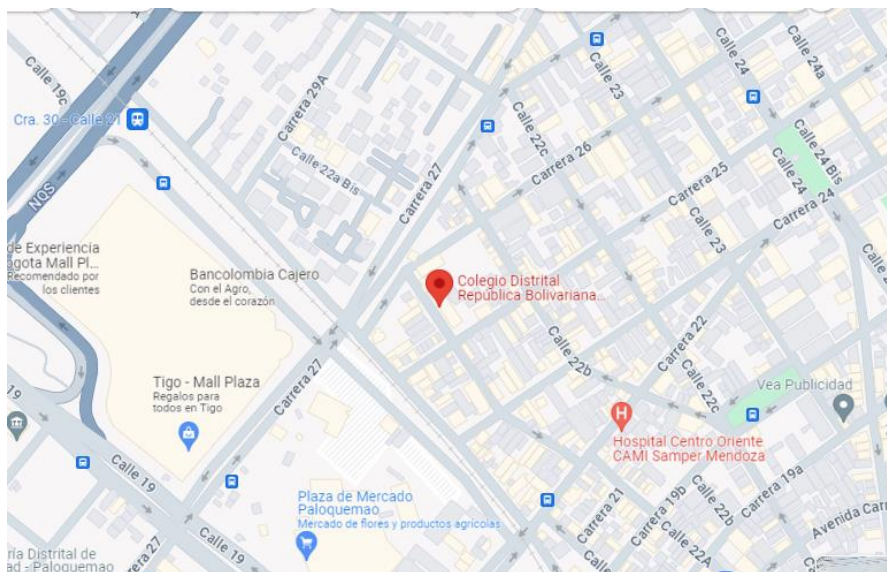 Calle 19c
Cra. 30 - Calle 21
NQS
Carrera 29A
Calle 22a Bis
Carrera 27
Calle 22c
Calle 23
Carrera 26
Calle 24
Calle 24a
Calle 24 Bis
Calle 24
Carrera 25
Carrera 24
Calle 23
de Experiencia
ogota Mall Pl...
Recomendado por
los clientes
Bancolombia Cajero
Con el Agro,
desde el corazón
Colegio Distrital
República Bolivariana...
Carrera 22
Calle 22b
Calle 22c
Vea Publicidad
Tigo - Mall Plaza
Regalos para
todos en Tigo
Carrera 27
19
Calle 19
Hospital Centro Oriente
CAMI Samper Mendoza
Plaza de Mercado
Paloquemao
Mercado de flores y productos agrícolas
Carrera 21
Carrera 19b
Calle 22b
Calle 22A
Carrera 19a
Avenida Car
Calle 19
Carrera 27
ría Distrital de
ad - Paloquemao